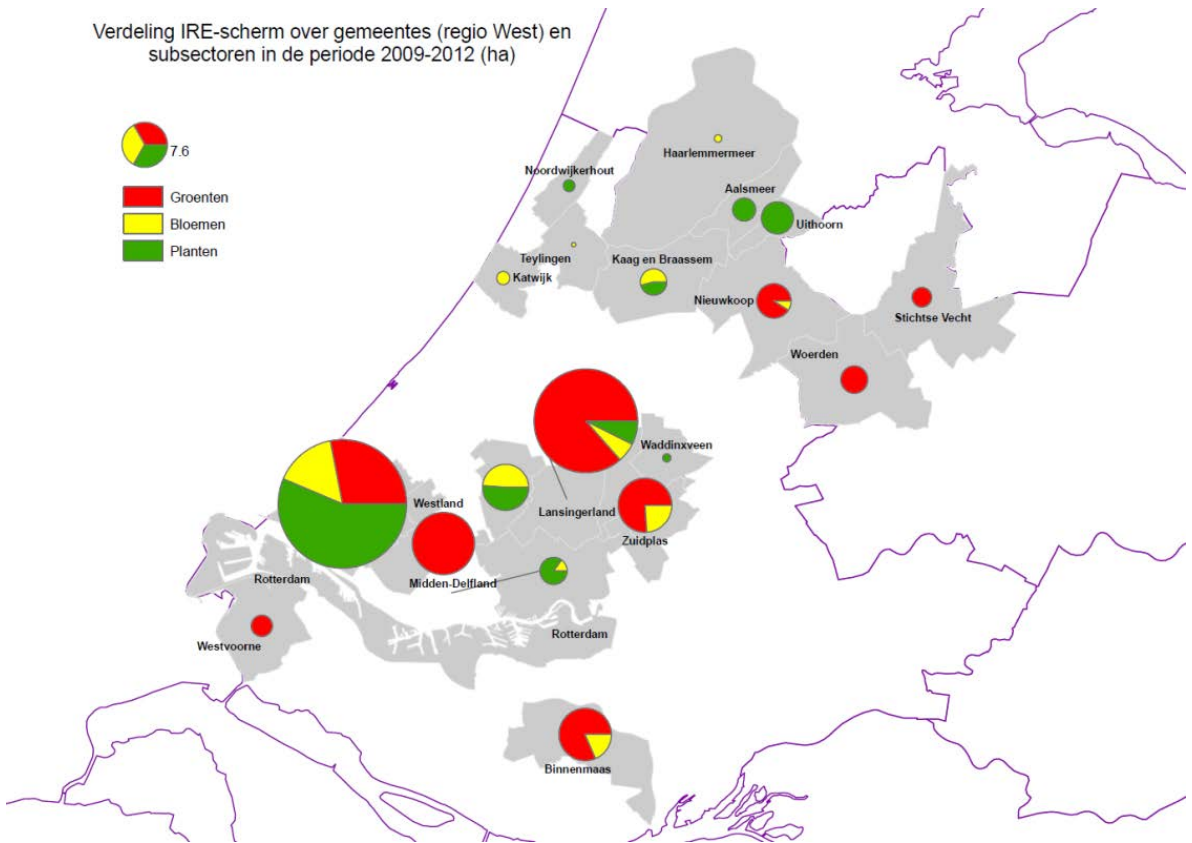 Verdeling IRE-scherm over gemeentes (regio West) en
subsectoren in de periode 2009-2012 (ha)
7.6
Groenten
Bloemen
Planten
Haarlemmermeer
Noordwijkerhout
Aalsmeer
Uithoorn
Teylingen
Kaag en Braassem
Katwijk
Nieuwkoop
Stichtse Vecht
Woerden
Waddinxveen
Westland
Lansingerland
Zuidplas
Rotterdam
Midden-Delfland
Rotterdam
Westvoorne
Binnenmaas